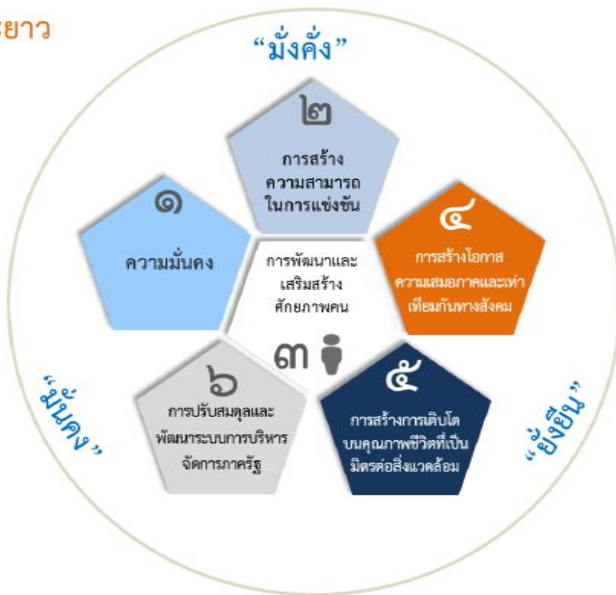 ะยาว
“มั่งคั่ง”
๒
การสร้าง
ความสามารถ
ในการแข่งขัน
๑
ความมั่นคง
การพัฒนาและ
เสริมสร้าง
ศักยภาพคน
๓
๔
การสร้างโอกาส
ความเสมอภาคและเท่า
เทียมกันทางสังคม
๖
การปรับสมดุลและ
พัฒนาระบบการบริหาร
จัดการภาครัฐ
๕
การสร้างการเติบโต
บนคุณภาพชีวิตที่เป็น
มิตรต่อสิ่งแวดล้อม
“มั่นคง”
“ยั่งยืน”